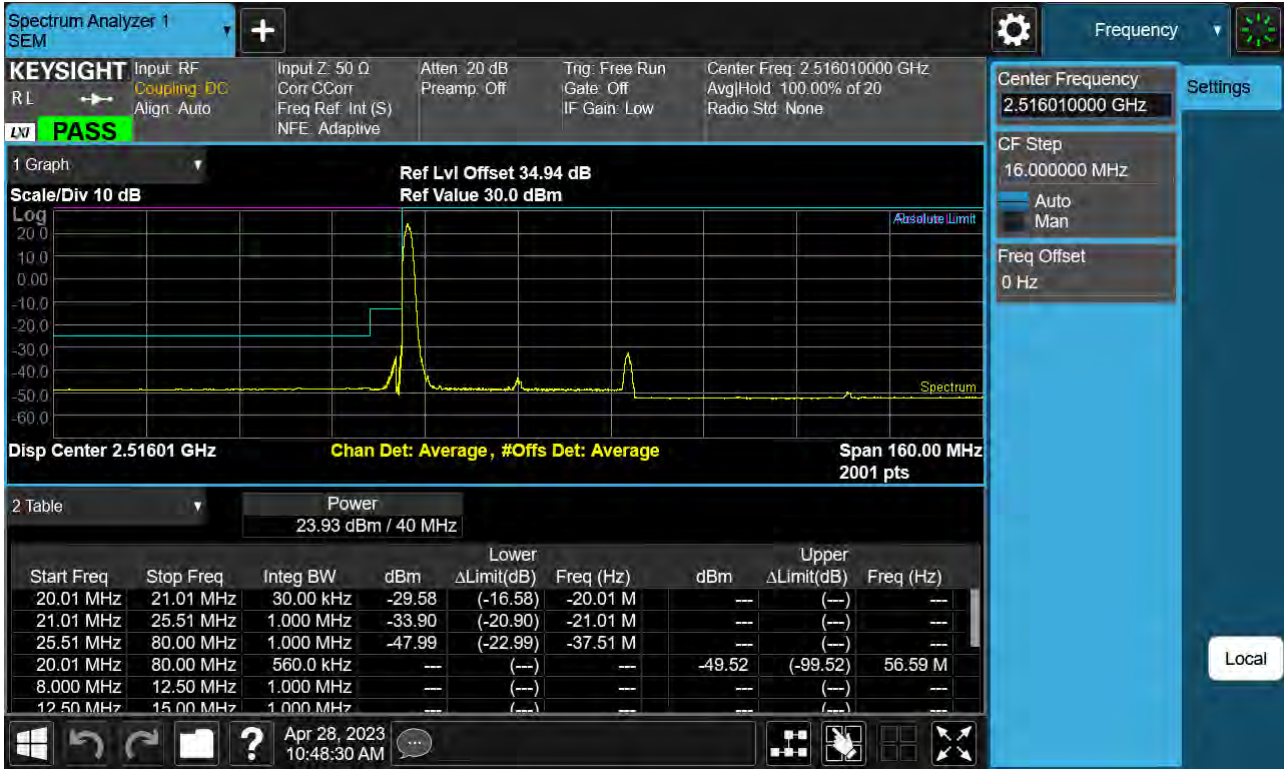 Spectrum Analyzer 1
SEM
+
Frequency
KEYSIGHT
RL
LXI
PASS
Input: RF
Coupling: DC
Align: Auto
Input Z: 50 Ω
Corr CCorr
Freq Ref: Int (S)
NFE: Adaptive
Atten: 20 dB
Preamp: Off
Trig: Free Run
Gate: Off
IF Gain: Low
Center Freq: 2.516010000 GHz
Avg|Hold: 100.00% of 20
Radio Std: None
Center Frequency
2.516010000 GHz
Settings
CF Step
16.000000 MHz
Auto
Man
Freq Offset
0 Hz
Local
1 Graph
Scale/Div 10 dB
Ref Lvl Offset 34.94 dB
Ref Value 30.0 dBm
Log
20.0
10.0
0.00
-10.0
-20.0
-30.0
-40.0
-50.0
-60.0
Absolute Limit
Spectrum
Disp Center 2.51601 GHz
Chan Det: Average, #Offs Det: Average
Span 160.00 MHz
2001 pts
2 Table
Power
23.93 dBm / 40 MHz
Lower Upper
Start Freq Stop Freq Integ BW dBm ΔLimit(dB) Freq (Hz) dBm ΔLimit(dB) Freq (Hz)
20.01 MHz 21.01 MHz 30.00 kHz -29.58 (-16.58) -20.01 M --- (---) ---
21.01 MHz 25.51 MHz 1.000 MHz -33.90 (-20.90) -21.01 M --- (---) ---
25.51 MHz 80.00 MHz 1.000 MHz -47.99 (-22.99) -37.51 M --- (---) ---
20.01 MHz 80.00 MHz 560.0 kHz --- (---) --- -49.52 (-99.52) 56.59 M
8.000 MHz 12.50 MHz 1.000 MHz --- (---) --- --- (---) ---
12.50 MHz 15.00 MHz 1.000 MHz --- (---) --- --- (---) ---
?
Apr 28, 2023
10:48:30 AM